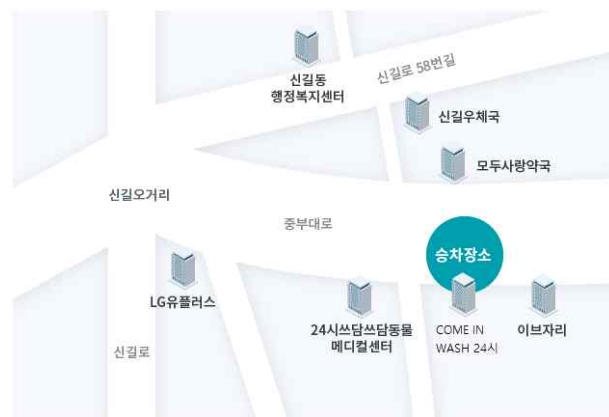 신길동
행정복지센터
신길로 58번길
신길우체국
모두사랑약국
신길오거리
중부대로
승차장소
LG유플러스
24시쓰담쓰담동물
메디컬센터
COME IN
WASH 24시
이브자리
신길로